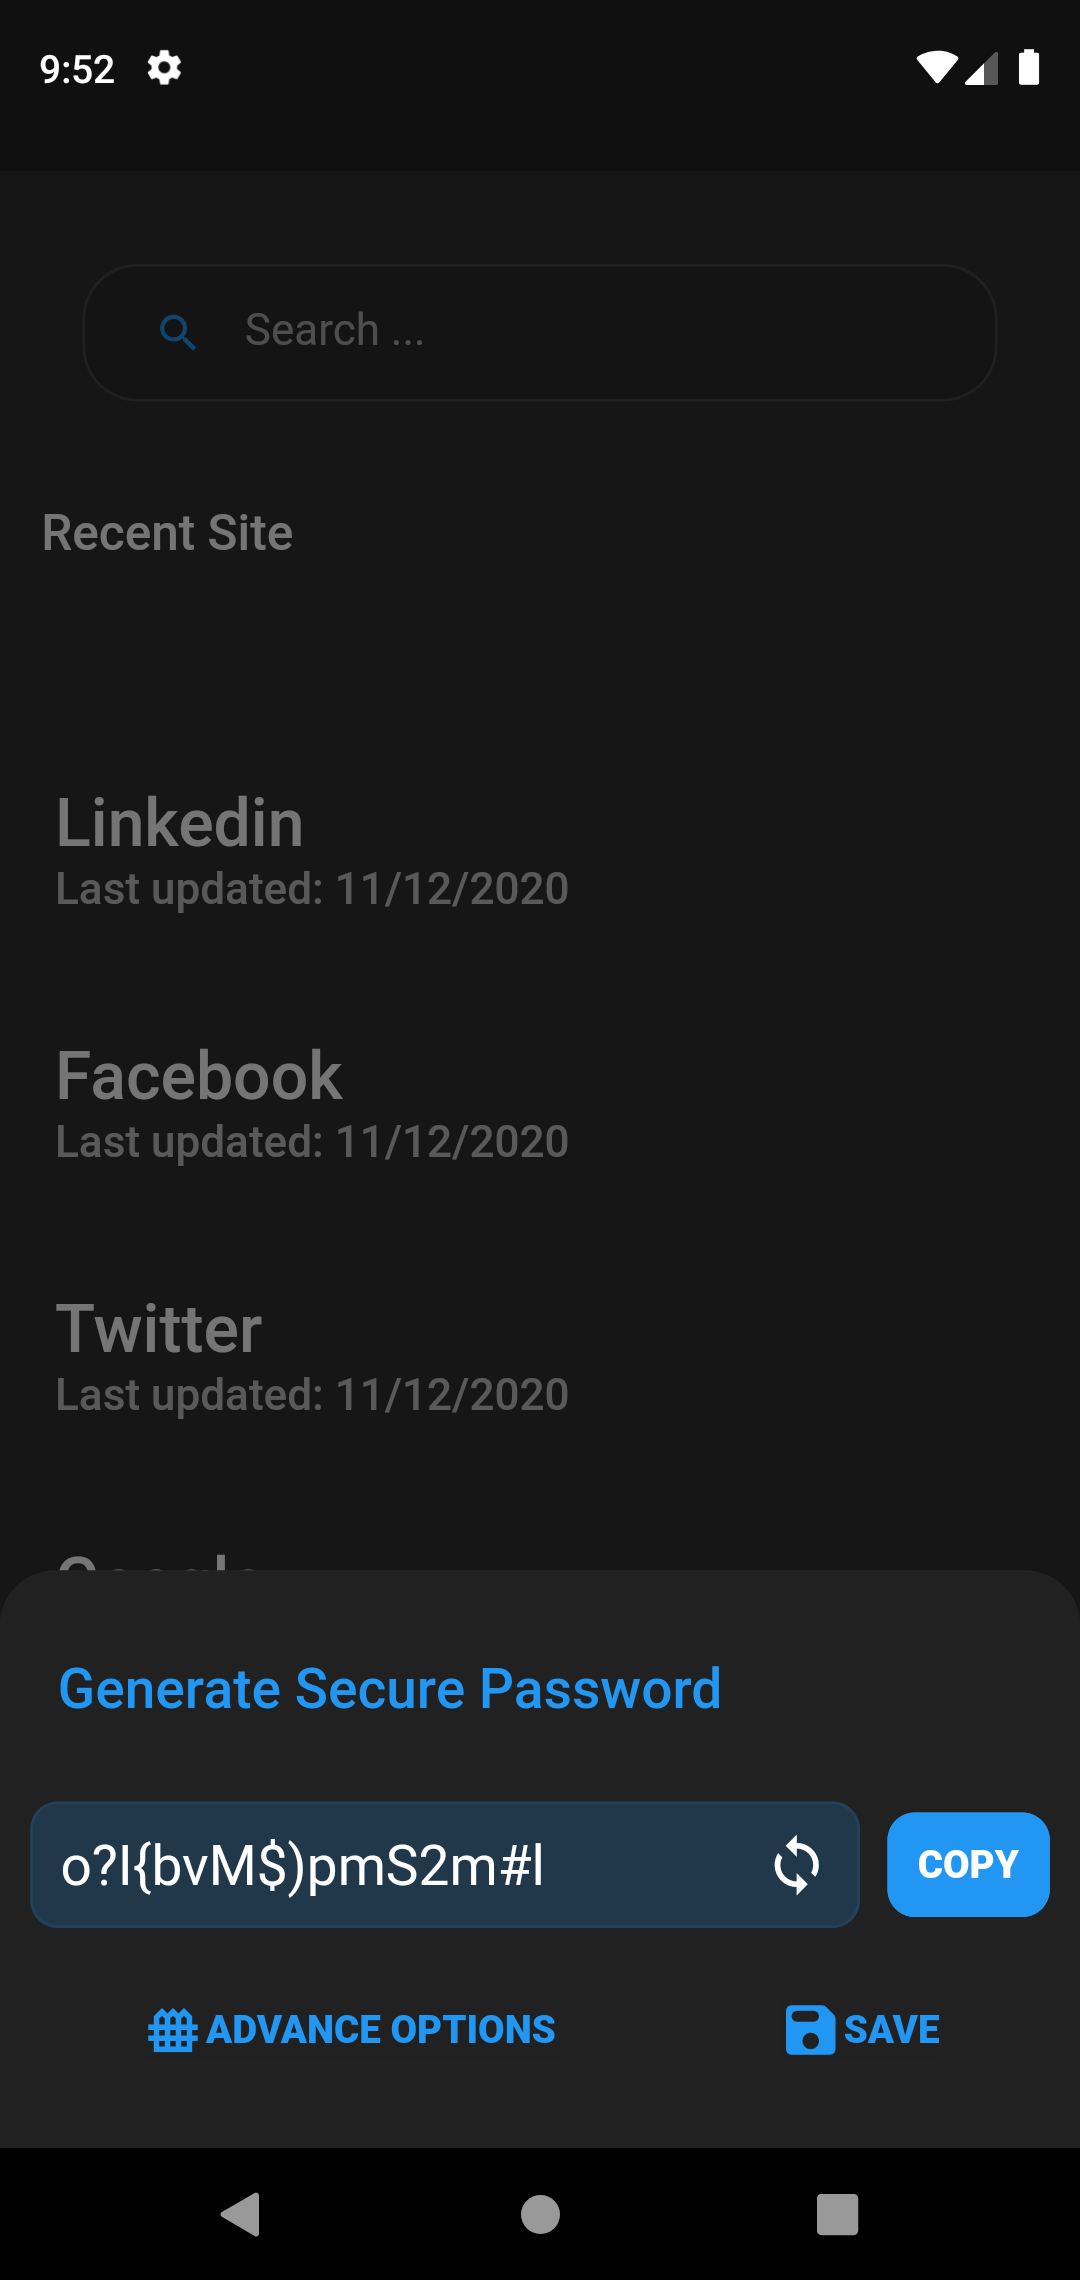 9:52
Search ...
Recent Site
Linkedin
Last updated: 11/12/2020
Facebook
Last updated: 11/12/2020
Twitter
Last updated: 11/12/2020
Google
Generate Secure Password
o?l{bvM$)pmS2m#l
COPY
ADVANCE OPTIONS
SAVE